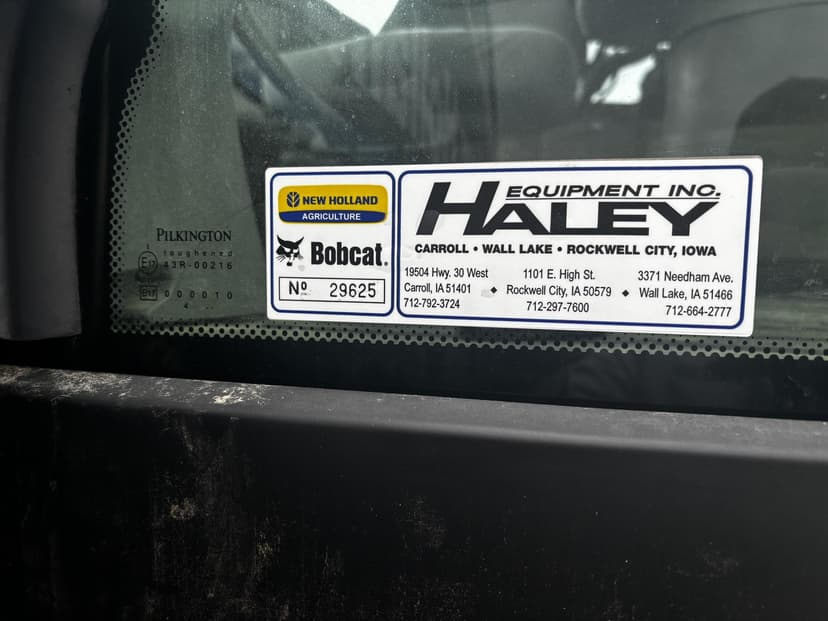 PILKINGTON
toughened
E17 43R-00216
000010
4
NEW HOLLAND
AGRICULTURE
Bobcat.
No. 29625
EQUIPMENT INC.
HALEY
CARROLL • WALL LAKE • ROCKWELL CITY, IOWA
19504 Hwy. 30 West
Carroll, IA 51401
712-792-3724
◆
1101 E. High St.
Rockwell City, IA 50579
712-297-7600
◆
3371 Needham Ave.
Wall Lake, IA 51466
712-664-2777